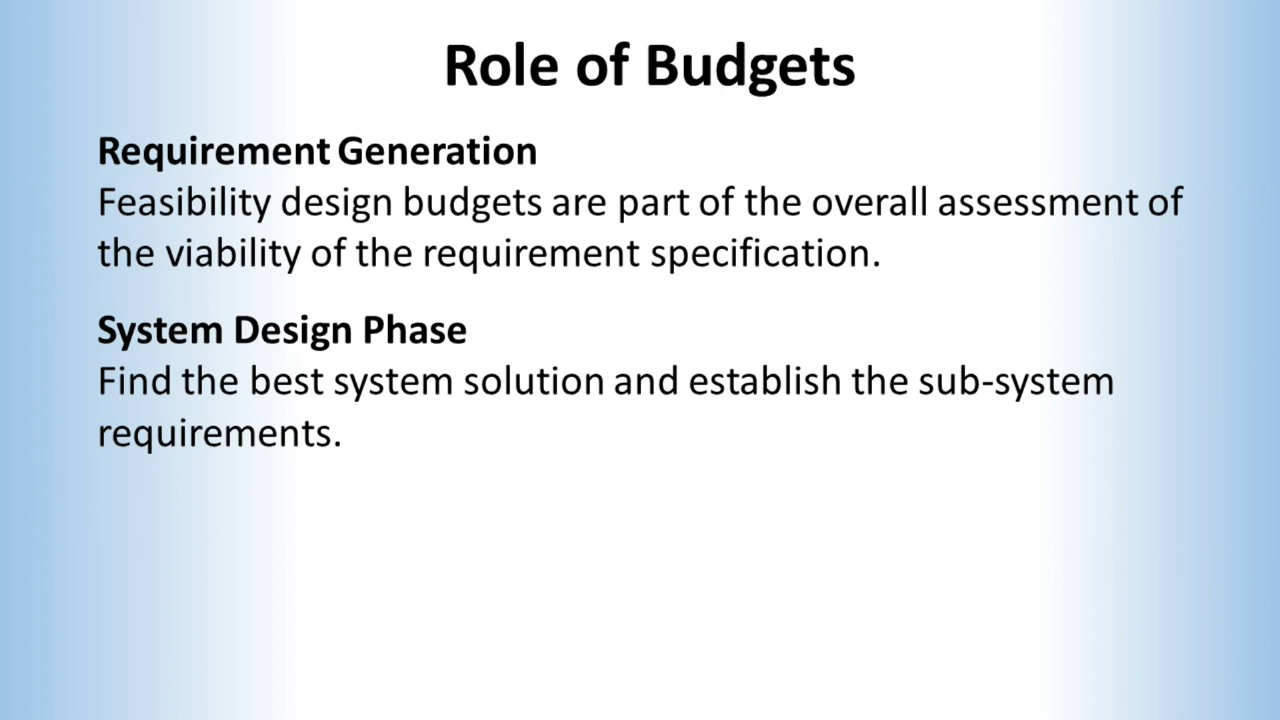 Role of Budgets
Requirement Generation
Feasibility design budgets are part of the overall assessment of
the viability of the requirement specification.
System Design Phase
Find the best system solution and establish the sub-system
requirements.